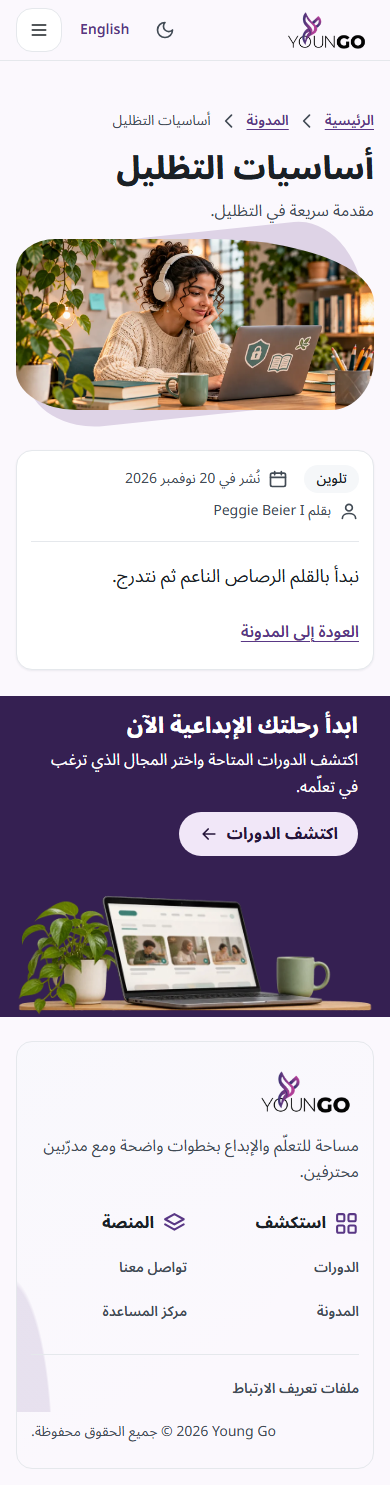 YOUNGO
English
الرئيسية
المدونة
أساسيات التظليل
أساسيات التظليل
مقدمة سريعة في التظليل.
تلوين
نُشر في 20 نوفمبر 2026
بقلم Peggie Beier I
نبدأ بالقلم الرصاص الناعم ثم نتدرج.
العودة إلى المدونة
ابدأ رحلتك الإبداعية الآن
اكتشف الدورات المتاحة واختر المجال الذي ترغب
في تعلّمه.
اكتشف الدورات
YOUNGO
مساحة للتعلّم والإبداع بخطوات واضحة ومع مدرّبين
محترفين.
استكشف
المنصة
الدورات
تواصل معنا
المدونة
مركز المساعدة
ملفات تعريف الارتباط
Young Go 2026 © جميع الحقوق محفوظة.